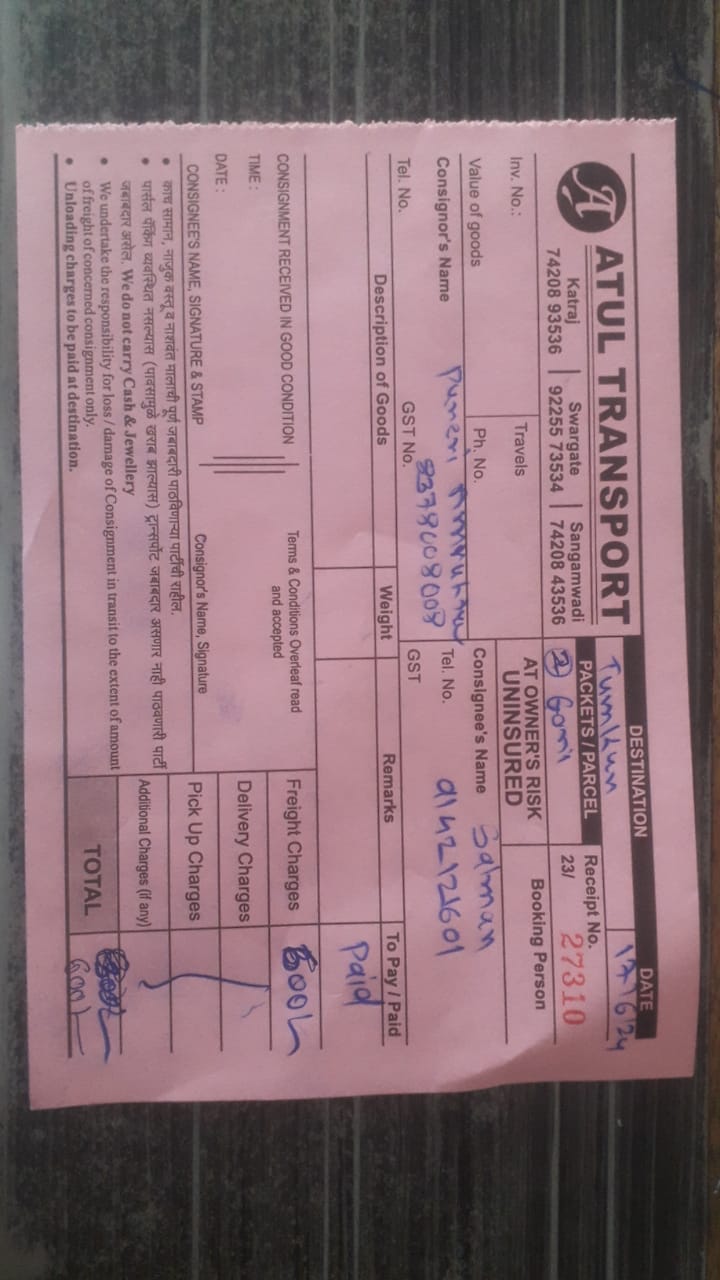 A ATUL TRANSPORT
Katraj Swargate Sangamwadi
74208 93536 92255 73534 74208 43536
DESTINATION DATE
Tumkur 17/6/24
PACKETS / PARCEL Receipt No.
2 23/ 27310
Inv. No.: Travels
AT OWNER'S RISK
UNINSURED
Booking Person
Value of goods Ph. No.
Consignor's Name Puneri
Consignee's Name Salman
Tel. No. GST No. 8378008008
Tel. No. 9142121601
GST
Description of Goods Weight Remarks To Pay / Paid
Paid
CONSIGNMENT RECEIVED IN GOOD CONDITION
TIME :
DATE :
CONSIGNEE'S NAME, SIGNATURE & STAMP
Terms & Conditions Overleaf read
and accepted
Consignor's Name, Signature
Freight Charges 600/-
Delivery Charges
Pick Up Charges
Additional Charges (if any)
TOTAL 600/-
• काच सामान, नाजुक वस्तू व नाशवंत मालाची पूर्ण जबाबदारी पाठविणाऱ्या पार्टीची राहील.
• पार्सल पॅकिंग व्यवस्थित नसल्यास (पावसामुळे खराब झाल्यास) ट्रान्सपोर्ट जबाबदार असणार नाही पाठवणारी पार्टी
जबाबदार असेल. We do not carry Cash & Jewellery
• We undertake the responsibility for loss / damage of Consignment in transit to the extent of amount
of freight of concerned consignment only.
• Unloading charges to be paid at destination.